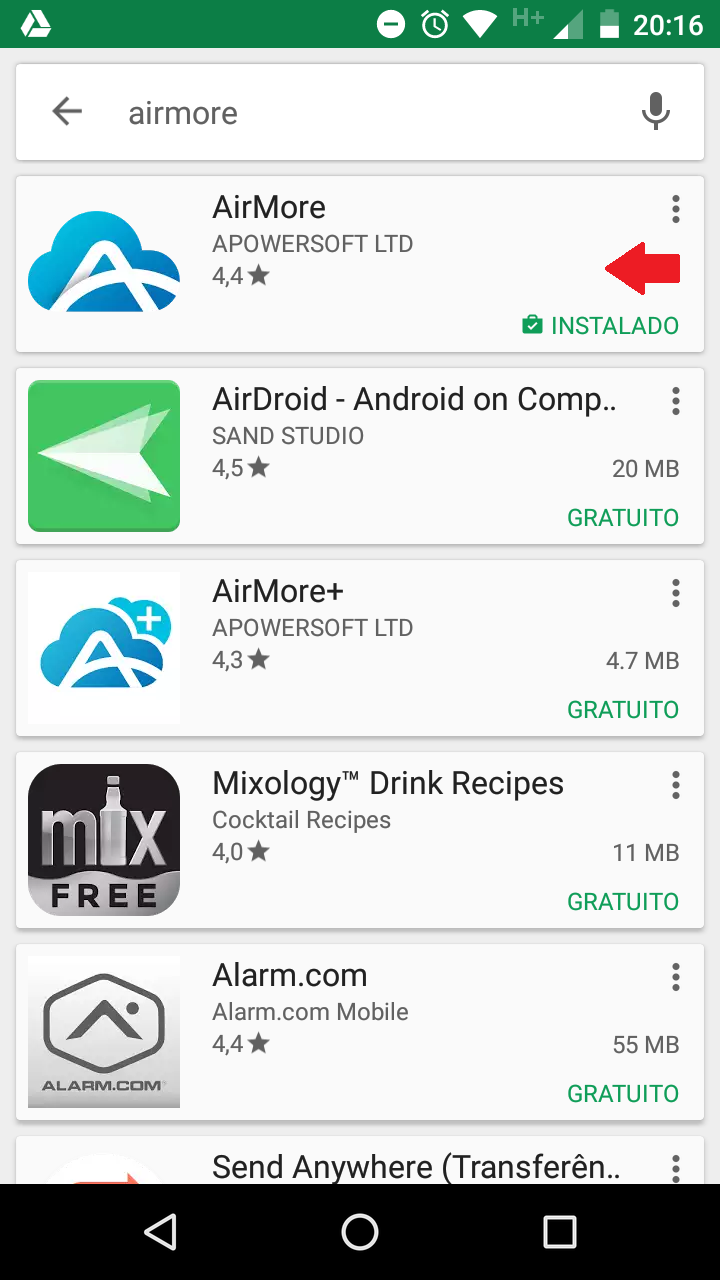 H+ 20:16
airmore
AirMore
APOWERSOFT LTD
4,4
INSTALADO
AirDroid - Android on Comp..
SAND STUDIO
4,5
20 MB
GRATUITO
AirMore+
APOWERSOFT LTD
4,3
4.7 MB
GRATUITO
mix
FREE
Mixology™ Drink Recipes
Cocktail Recipes
4,0
11 MB
GRATUITO
ALARM.COM
Alarm.com
Alarm.com Mobile
4,4
55 MB
GRATUITO
Send Anywhere (Transferên..